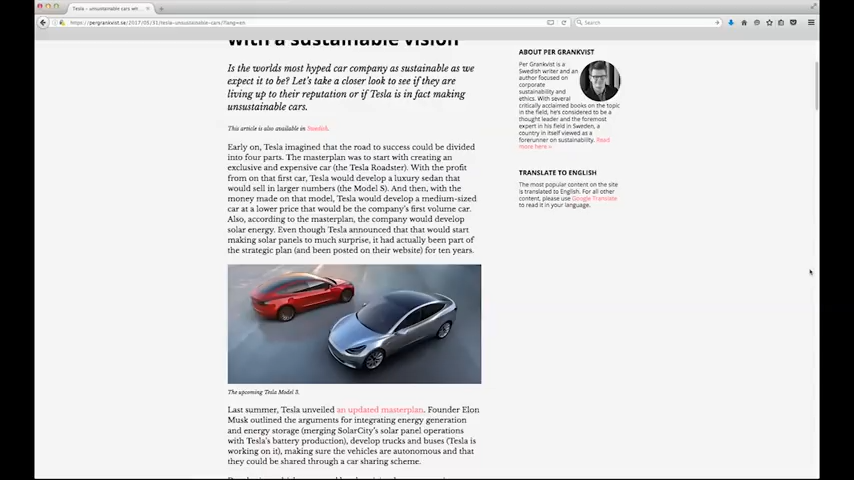 Tesla – unsustainable cars wit...
https://pergrankvist.se/2017/05/31/tesla-unsustainable-cars/?lang=en
Search
with a sustainable vision
Is the worlds most hyped car company as sustainable as we
expect it to be? Let's take a closer look to see if they are
living up to their reputation or if Tesla is in fact making
unsustainable cars.
This article is also available in Swedish.
Early on, Tesla imagined that the road to success could be divided
into four parts. The masterplan was to start with creating an
exclusive and expensive car (the Tesla Roadster). With the profit
from on that first car, Tesla would develop a luxury sedan that
would sell in larger numbers (the Model S). And then, with the
money made on that model, Tesla would develop a medium-sized
car at a lower price that would be the company's first volume car.
Also, according to the masterplan, the company would develop
solar energy. Even though Tesla announced that that would start
making solar panels to much surprise, it had actually been part of
the strategic plan (and been posted on their website) for ten years.
The upcoming Tesla Model 3.
Last summer, Tesla unveiled an updated masterplan. Founder Elon
Musk outlined the arguments for integrating energy generation
and energy storage (merging SolarCity's solar panel operations
with Tesla's battery production), develop trucks and buses (Tesla is
working on it), making sure the vehicles are autonomous and that
they could be shared through a car sharing scheme.
ABOUT PER GRANKVIST
Per Grankvist is a
Swedish writer and an
author focused on
corporate
sustainability and
ethics. With several
critically acclaimed books on the topic
in the field, he's considered to be a
thought leader and the foremost
expert in his field in Sweden, a
country in itself viewed as a
forerunner on sustainability. Read
more here »
TRANSLATE TO ENGLISH
The most popular content on the site
is translated to English. For all other
content, please use Google Translate
to read it in your language.